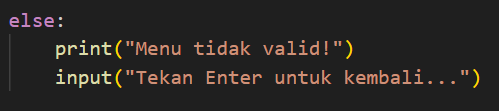 else:
    print("Menu tidak valid!")
    input("Tekan Enter untuk kembali...")